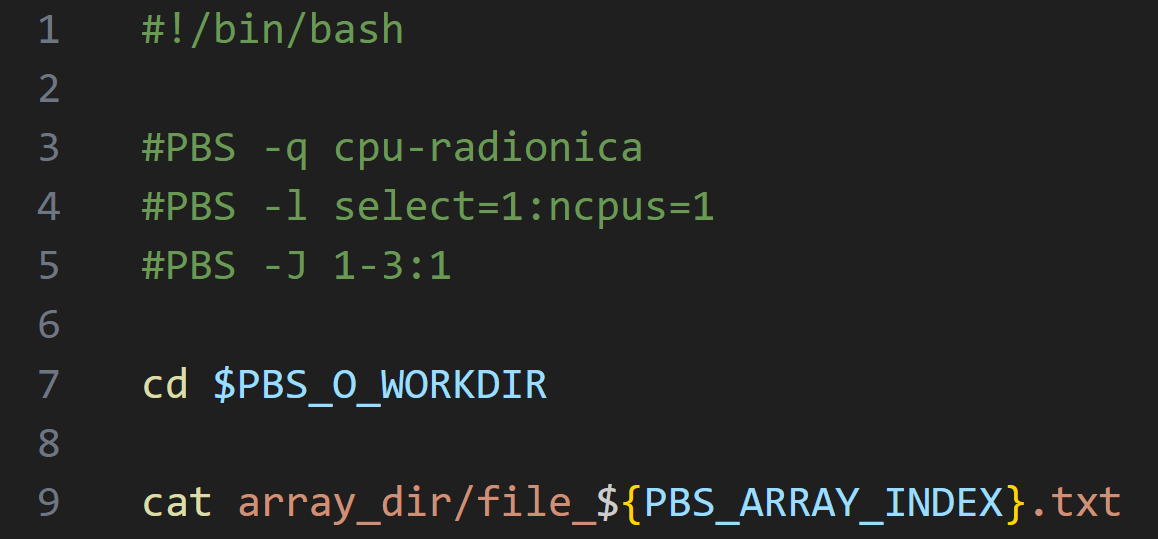 1 #!/bin/bash
2
3 #PBS -q cpu-radionica
4 #PBS -l select=1:ncpus=1
5 #PBS -J 1-3:1
6
7 cd $PBS_O_WORKDIR
8
9 cat array_dir/file_${PBS_ARRAY_INDEX}.txt